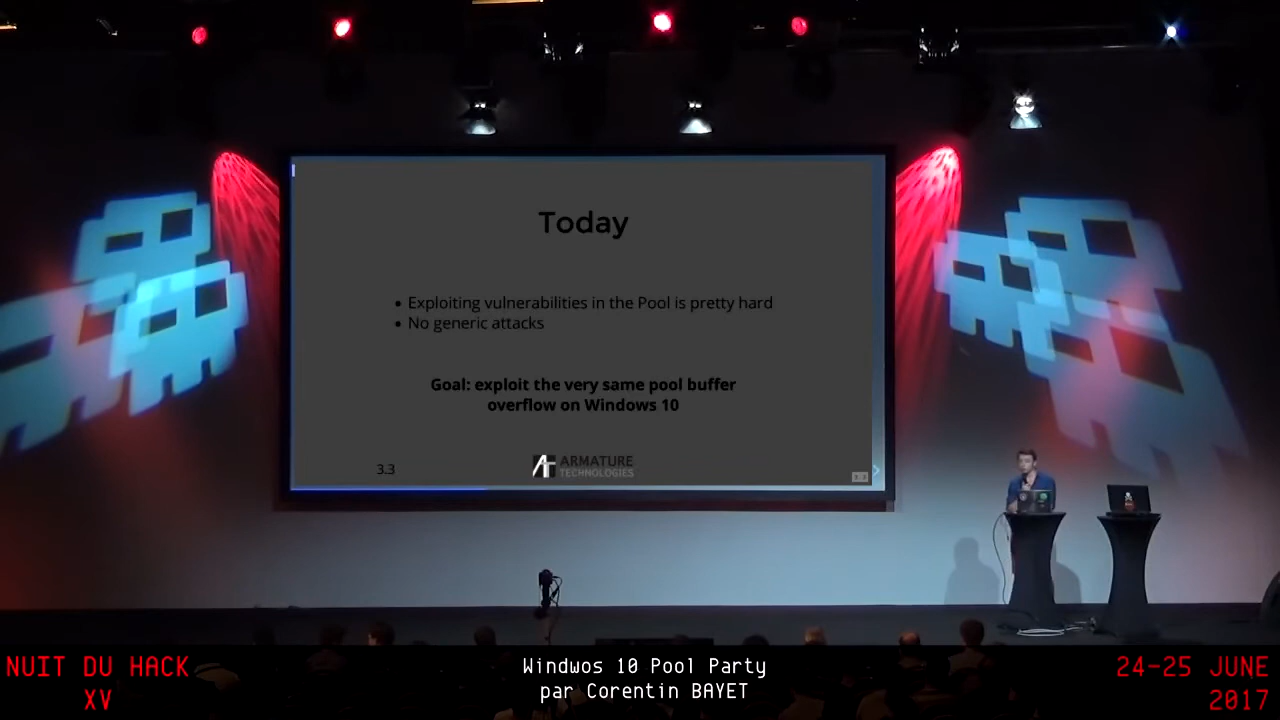 Today
Exploiting vulnerabilities in the Pool is pretty hard
No generic attacks
Goal: exploit the very same pool buffer
overflow on Windows 10
3.3
ARMATURE
TECHNOLOGIES
3.3
NUIT DU HACK
XV
Windwos 10 Pool Party
par Corentin BAYET
24-25 JUNE
2017